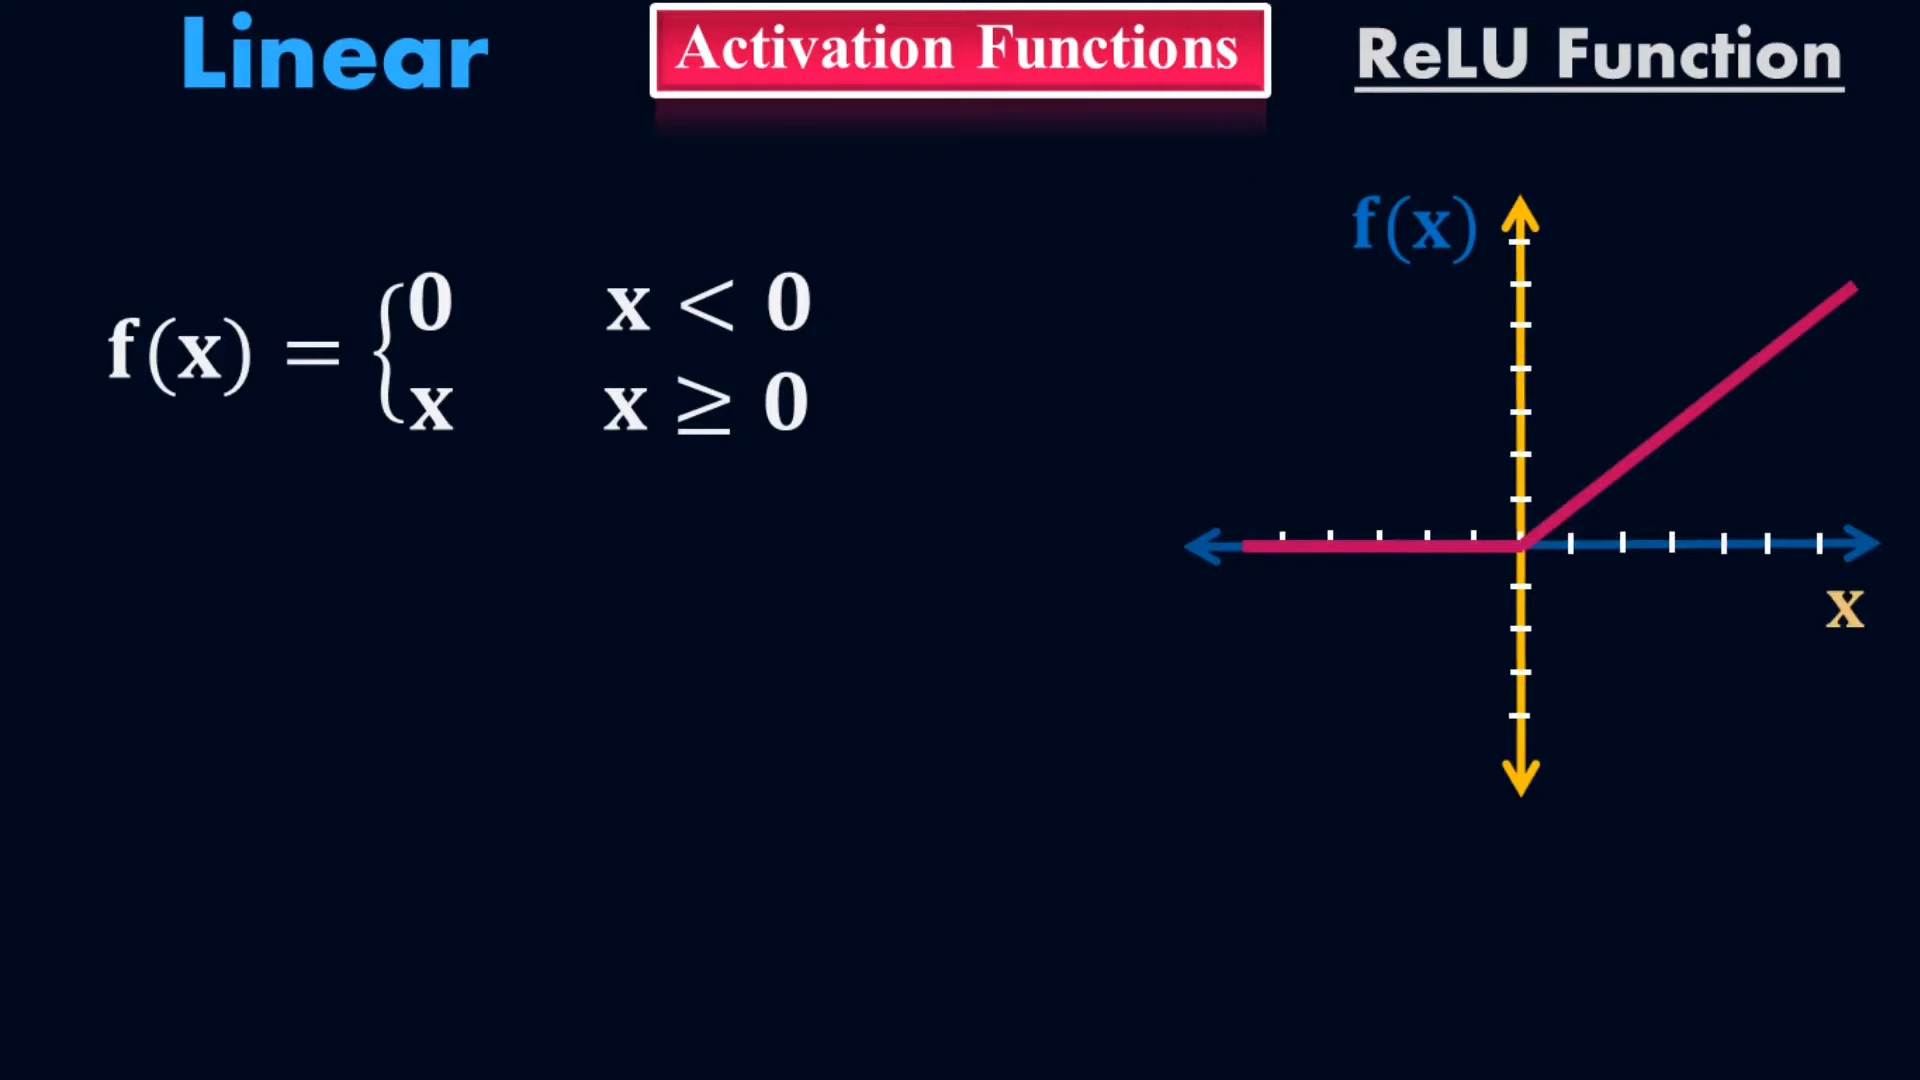 Linear
Activation Functions
ReLU Function
f(x) = { 0 x < 0
x x ≥ 0
f(x)
x